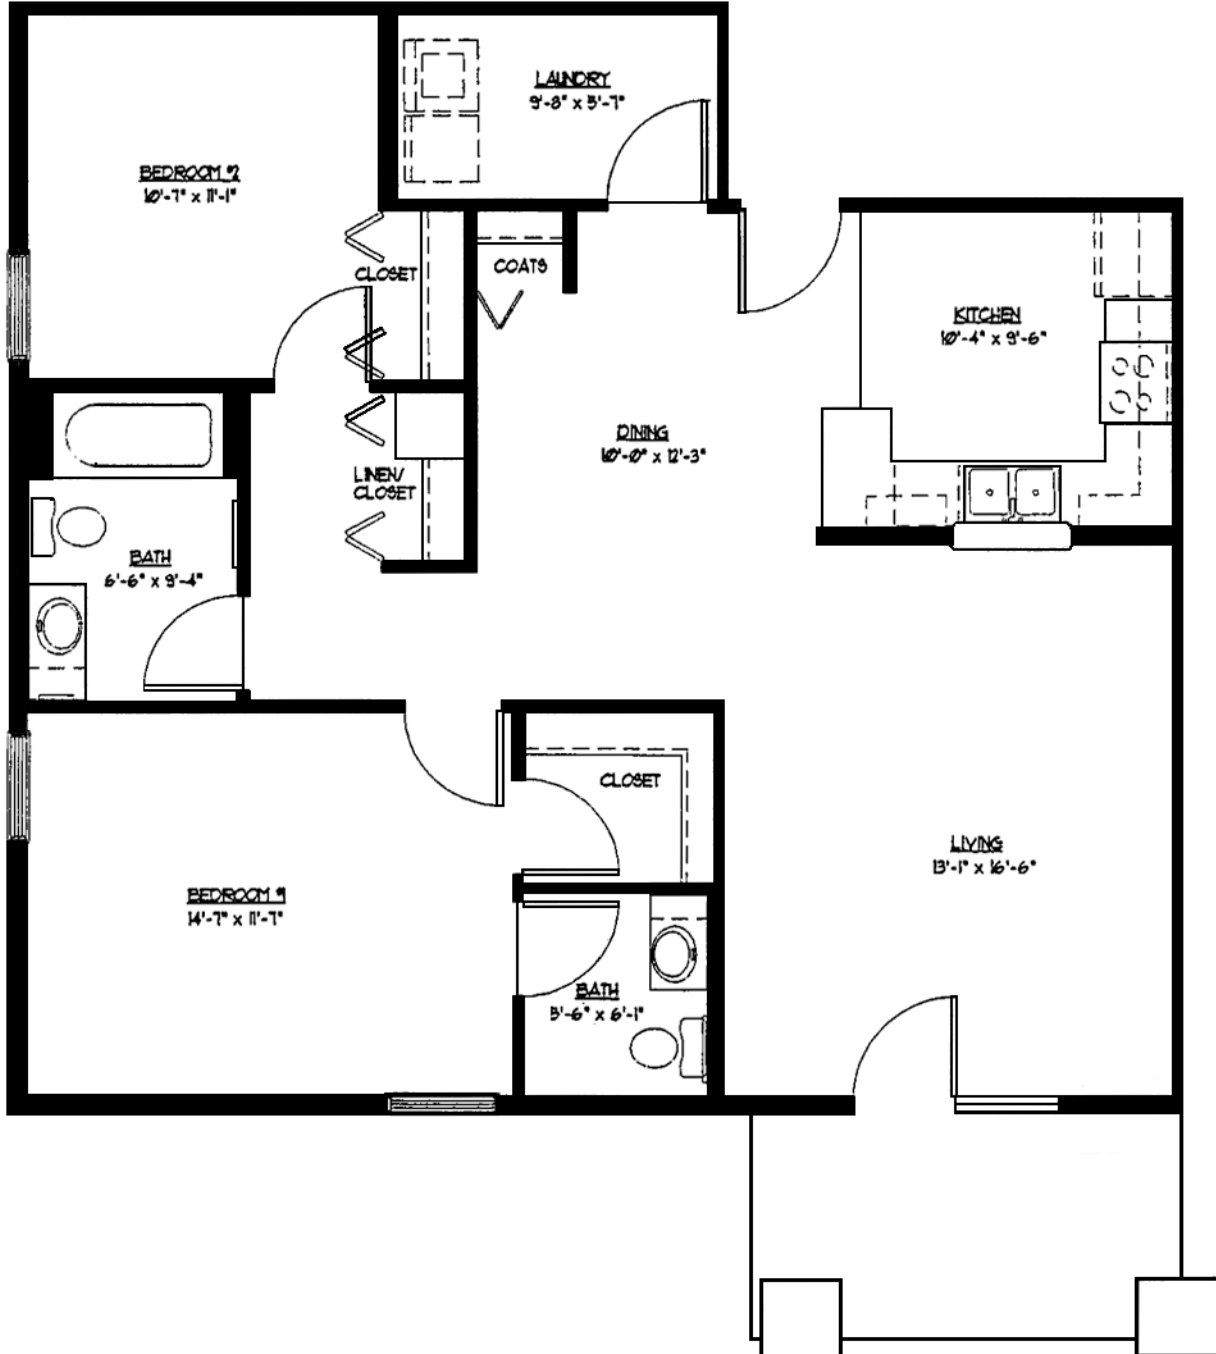 LAUNDRY
9'-8" x 5'-7"
BEDROOM #2
10'-7" x 11'-1"
CLOSET
COATS
KITCHEN
10'-4" x 9'-6"
DINING
10'-0" x 12'-3"
LINEN/
CLOSET
BATH
6'-6" x 9'-4"
CLOSET
LIVING
13'-1" x 16'-6"
BEDROOM #1
14'-7" x 11'-7"
BATH
5'-6" x 6'-1"